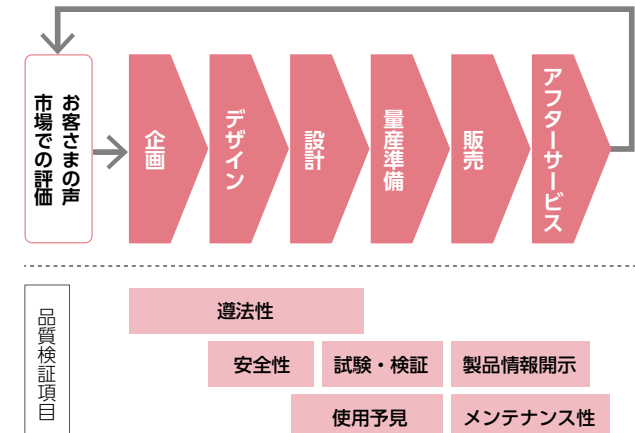 お客さまの声
市場での評価
企画
デザイン
設計
量産準備
販売
アフターサービス
品質検証項目
遵法性
安全性
試験・検証
製品情報開示
使用予見
メンテナンス性